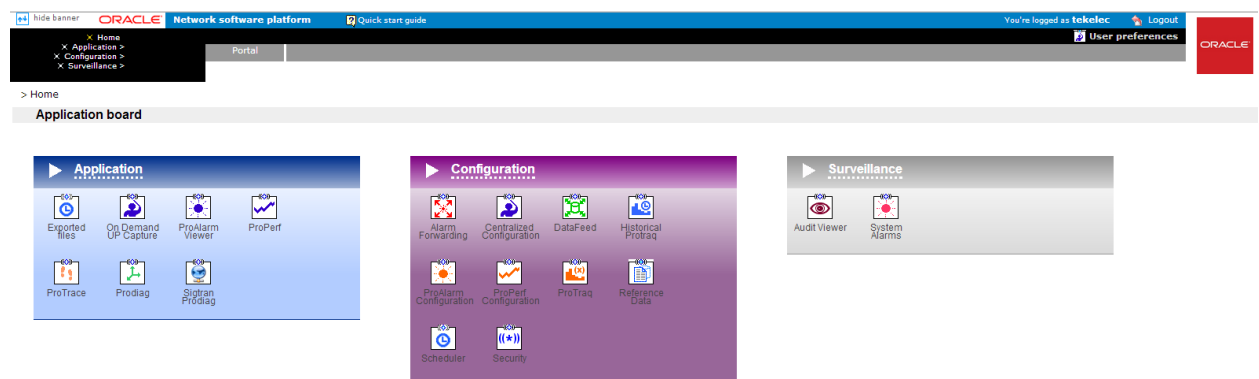 hide banner ORACLE Network software platform Quick start guide You're logged as tekelec Logout
Home User preferences ORACLE
Application > Portal
Configuration >
Surveillance >
> Home
Application board
Application Configuration Surveillance
Exported files On Demand UP Capture ProAlarm Viewer ProPerf
Alarm Forwarding Centralized Configuration DataFeed Historical Protraq
Audit Viewer System Alarms
ProTrace Prodiag Sigtran Prodiag
ProAlarm Configuration ProPerf Configuration ProTraq Reference Data
Scheduler Security